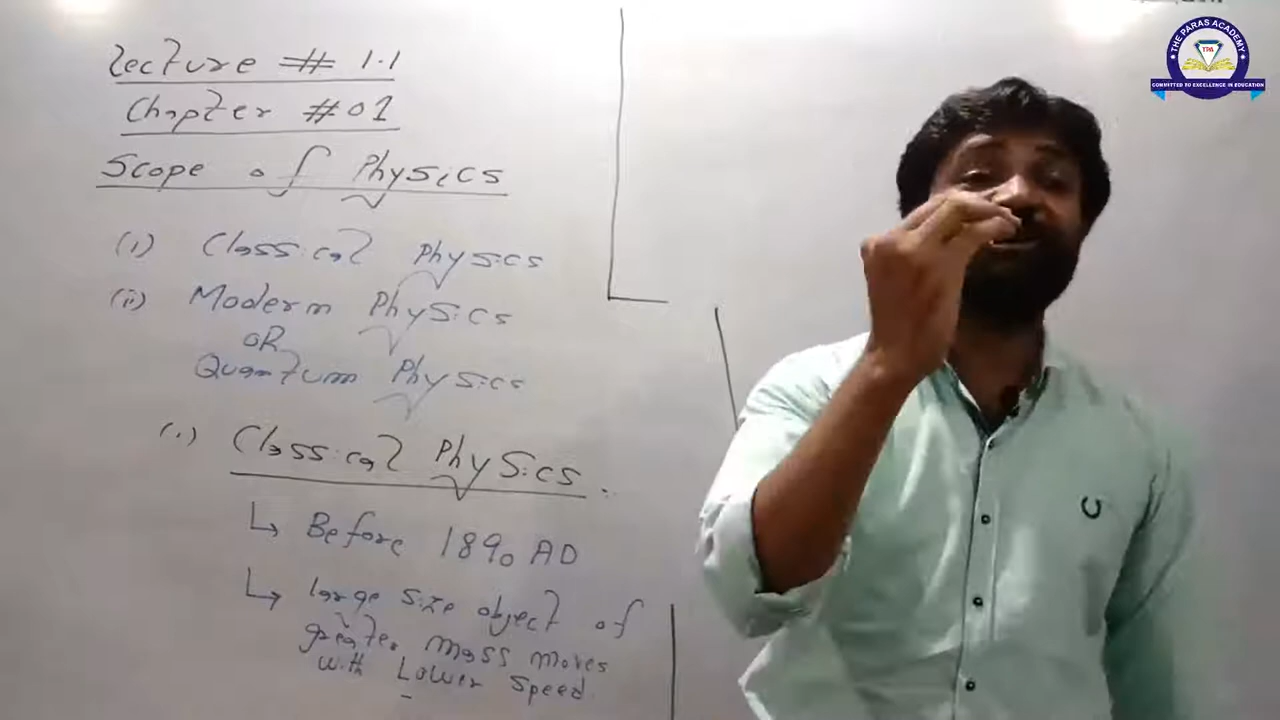 Lecture # 1.1
Chapter # 01
Scope of Physics
(i) Classical Physics
(ii) Modern Physics
OR
Quantum Physics
(i) Classical Physics
↳ Before 1890 AD
↳ large size object of
greater mass moves
with Lower Speed
THE PARAS ACADEMY
TPA
COMMITTED TO EXCELLENCE IN EDUCATION